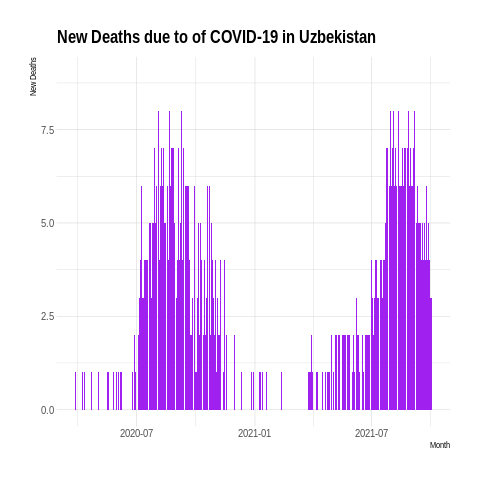 New Deaths due to of COVID-19 in Uzbekistan
New Deaths
7.5
5.0
2.5
0.0
2020-07 2021-01 2021-07
Month